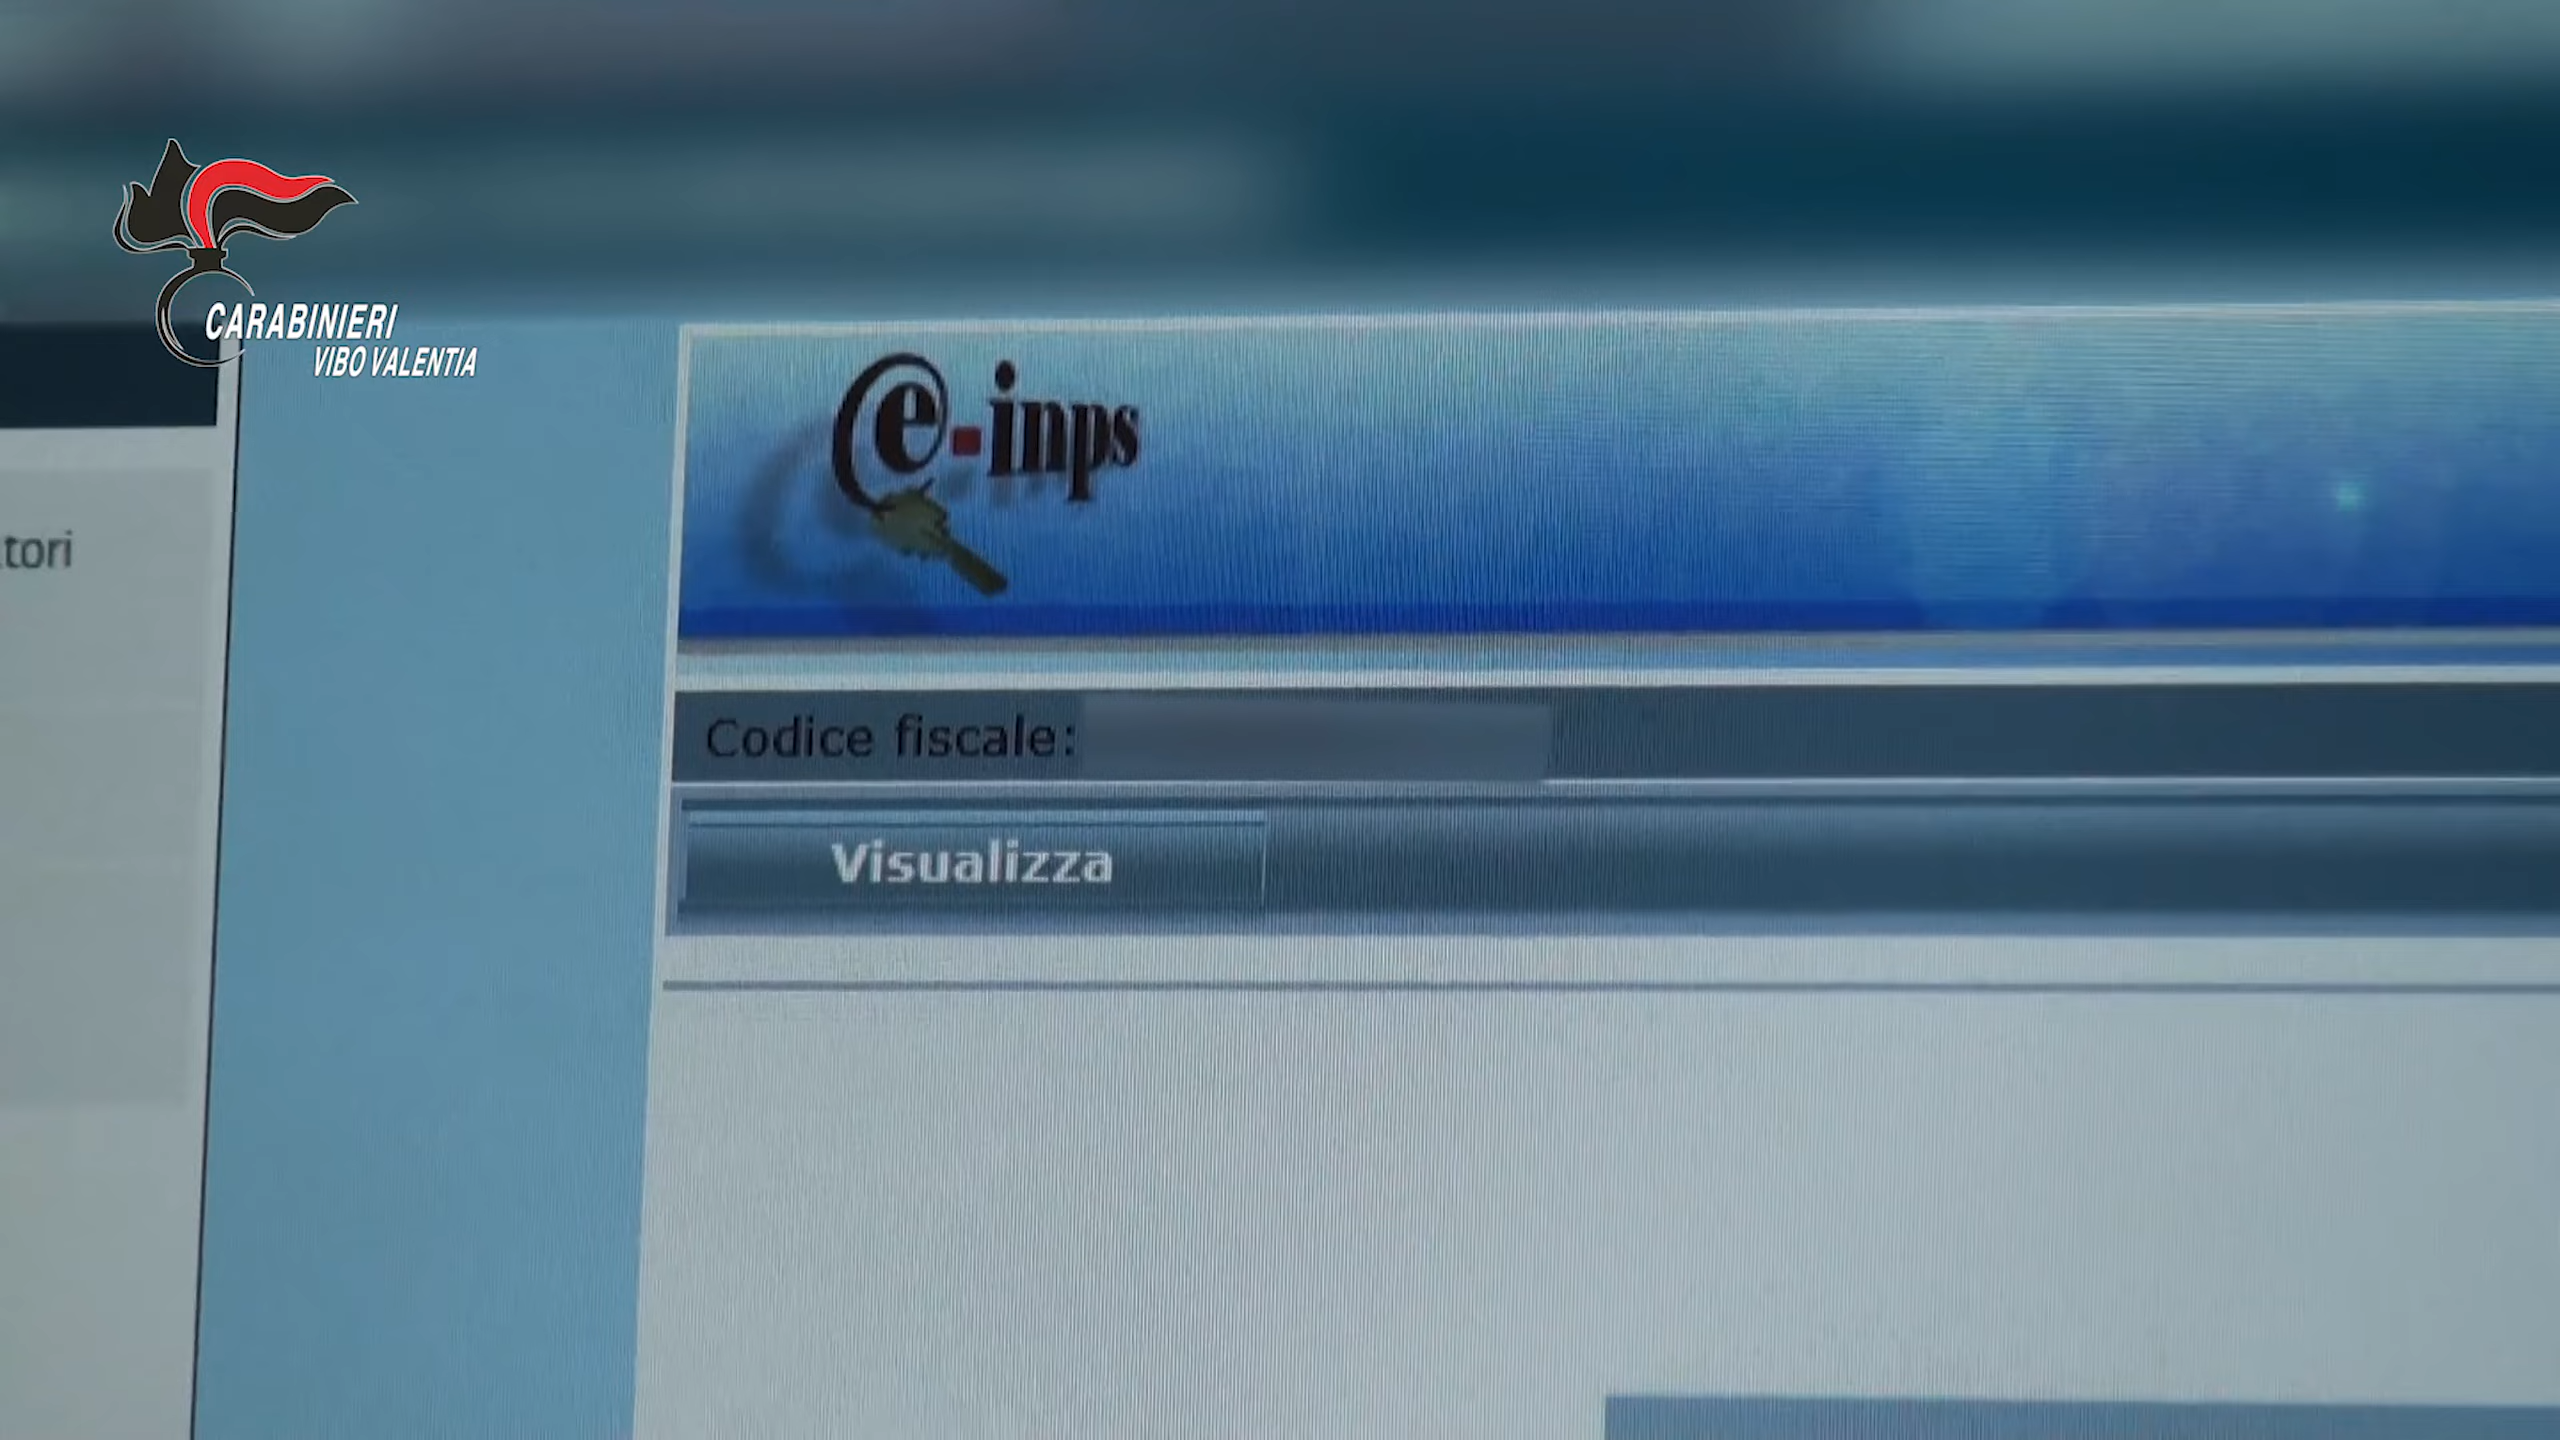 CARABINIERI
VIBO VALENTIA
e-inps
tori
Codice fiscale:
Visualizza